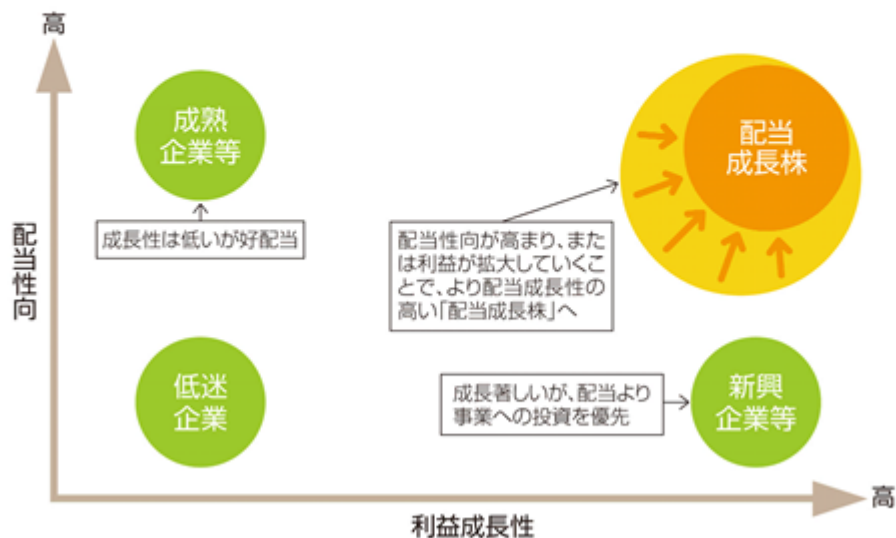 高
成熟
企業等
成長性は低いが好配当
配当
成長株
配当性向が高まり、また
は利益が拡大していくこ
とで、より配当成長性の
高い「配当成長株」へ
配当性向
低迷
企業
成長著しいが、配当より
事業への投資を優先
新興
企業等
高
利益成長性